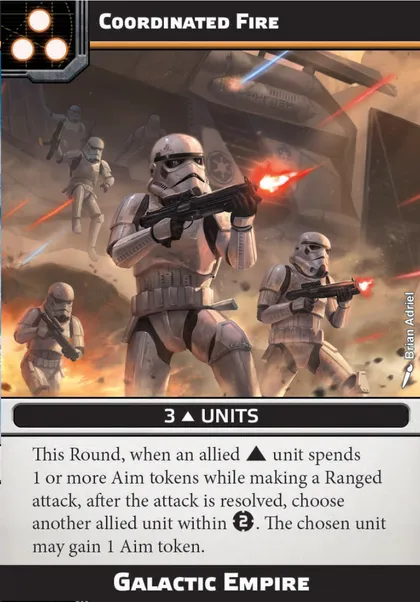 COORDINATED FIRE
Brian Adriel
3 ▲ UNITS
This Round, when an allied ▲ unit spends
1 or more Aim tokens while making a Ranged
attack, after the attack is resolved, choose
another allied unit within 2. The chosen unit
may gain 1 Aim token.
GALACTIC EMPIRE